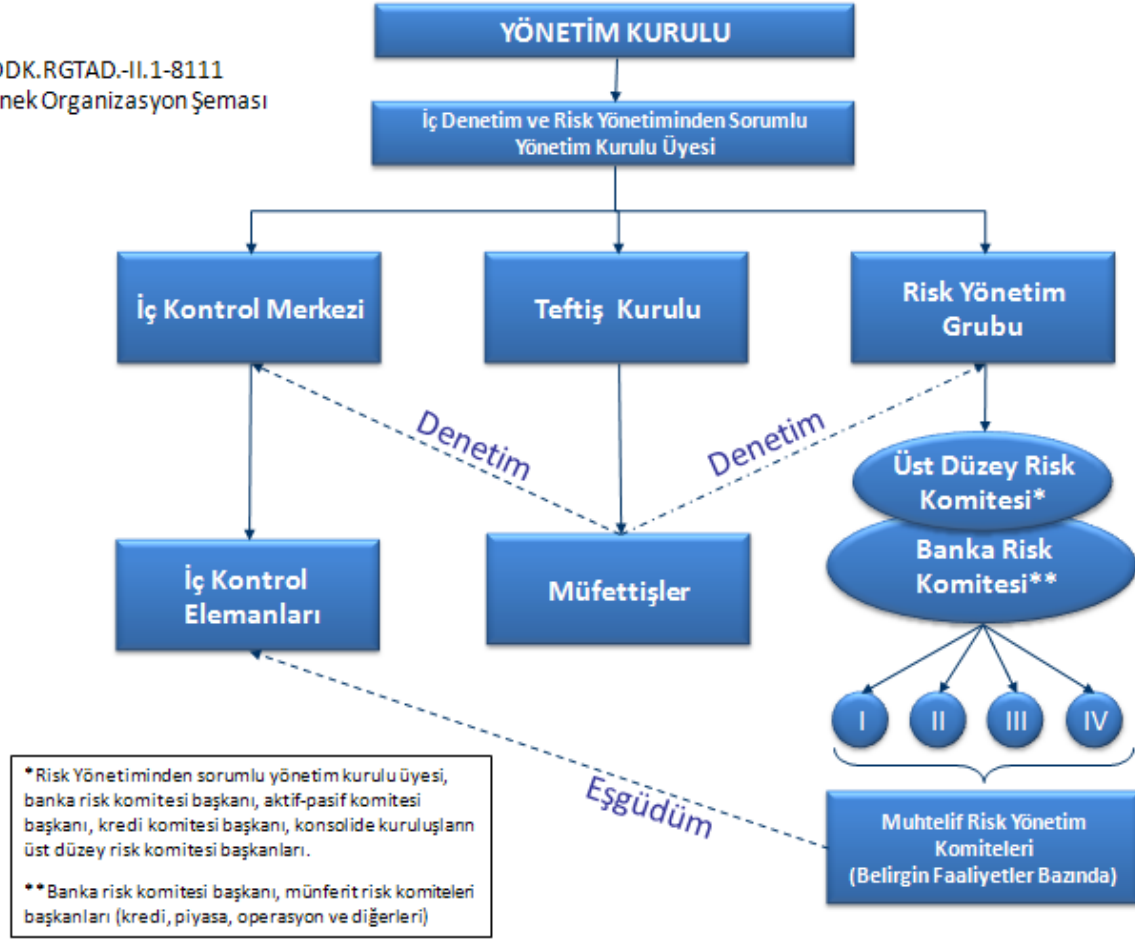 YÖNETİM KURULU
DDK.RGTAD.-II.1-8111
nek Organizasyon Şeması
İç Denetim ve Risk Yönetiminden Sorumlu
Yönetim Kurulu Üyesi
İç Kontrol Merkezi
Teftiş Kurulu
Risk Yönetim
Grubu
Denetim
Denetim
Üst Düzey Risk
Komitesi*
Banka Risk
Komitesi**
İç Kontrol
Elemanları
Müfettişler
I
II
III
IV
Eşgüdüm
*Risk Yönetiminden sorumlu yönetim kurulu üyesi,
banka risk komitesi başkanı, aktif-pasif komitesi
başkanı, kredi komitesi başkanı, konsolide kuruluşların
üst düzey risk komitesi başkanları.
**Banka risk komitesi başkanı, münferit risk komiteleri
başkanları (kredi, piyasa, operasyon ve diğerleri)
Muhtelif Risk Yönetim
Komiteleri
(Belirgin Faaliyetler Bazında)